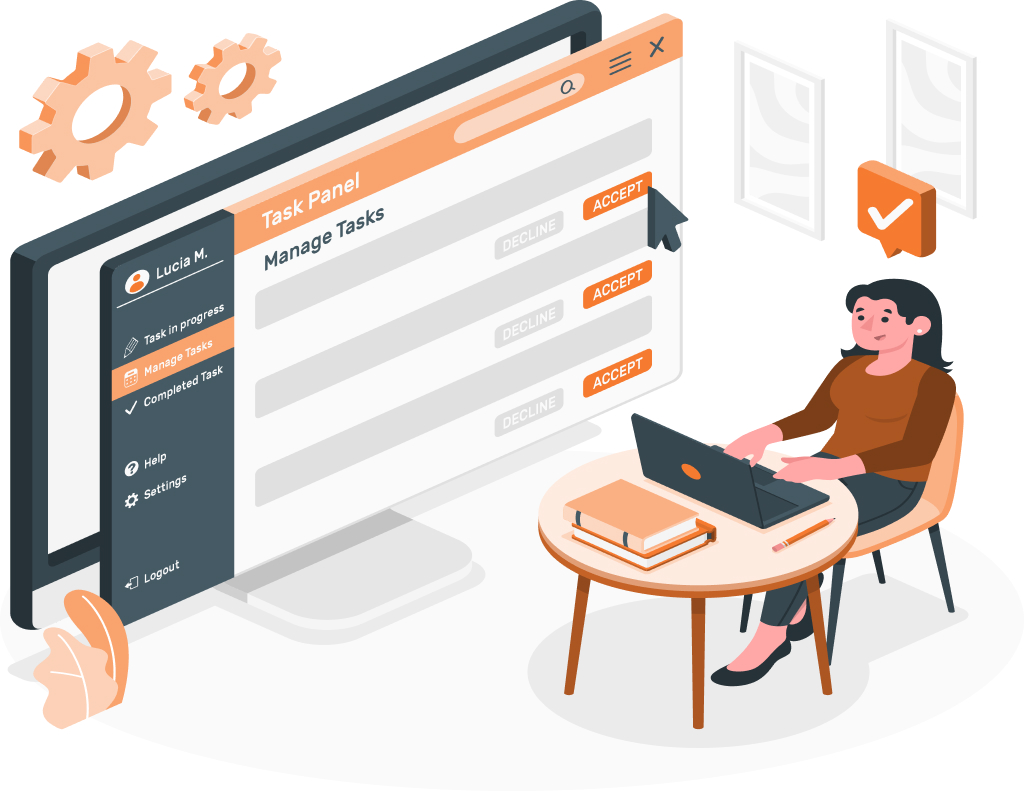 Task Panel
Manage Tasks
Lucia M.
Task in progress
Manage Tasks
Completed Task
Help
Settings
Logout
DECLINE
ACCEPT
DECLINE
ACCEPT
DECLINE
ACCEPT